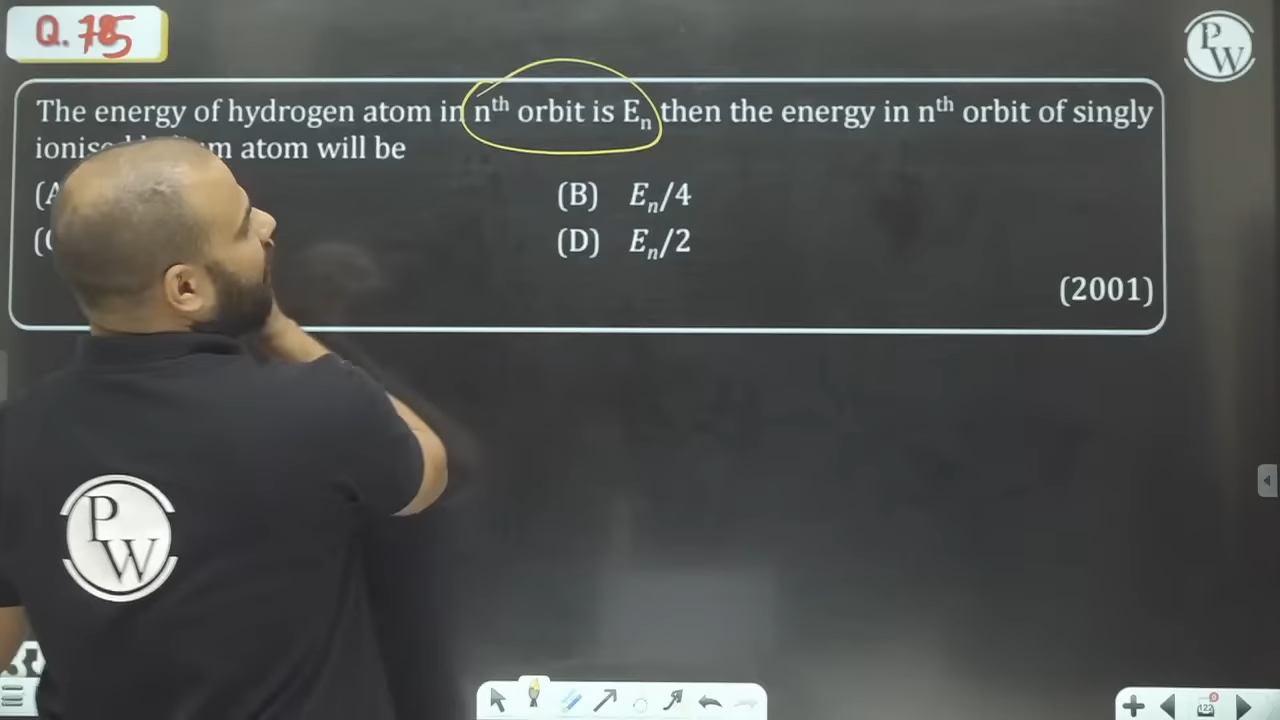 Q. 785
The energy of hydrogen atom in nᵗʰ orbit is Eₙ then the energy in nᵗʰ orbit of singly
atom will be
(B) Eₙ/4
(D) Eₙ/2
(2001)
PW
PW